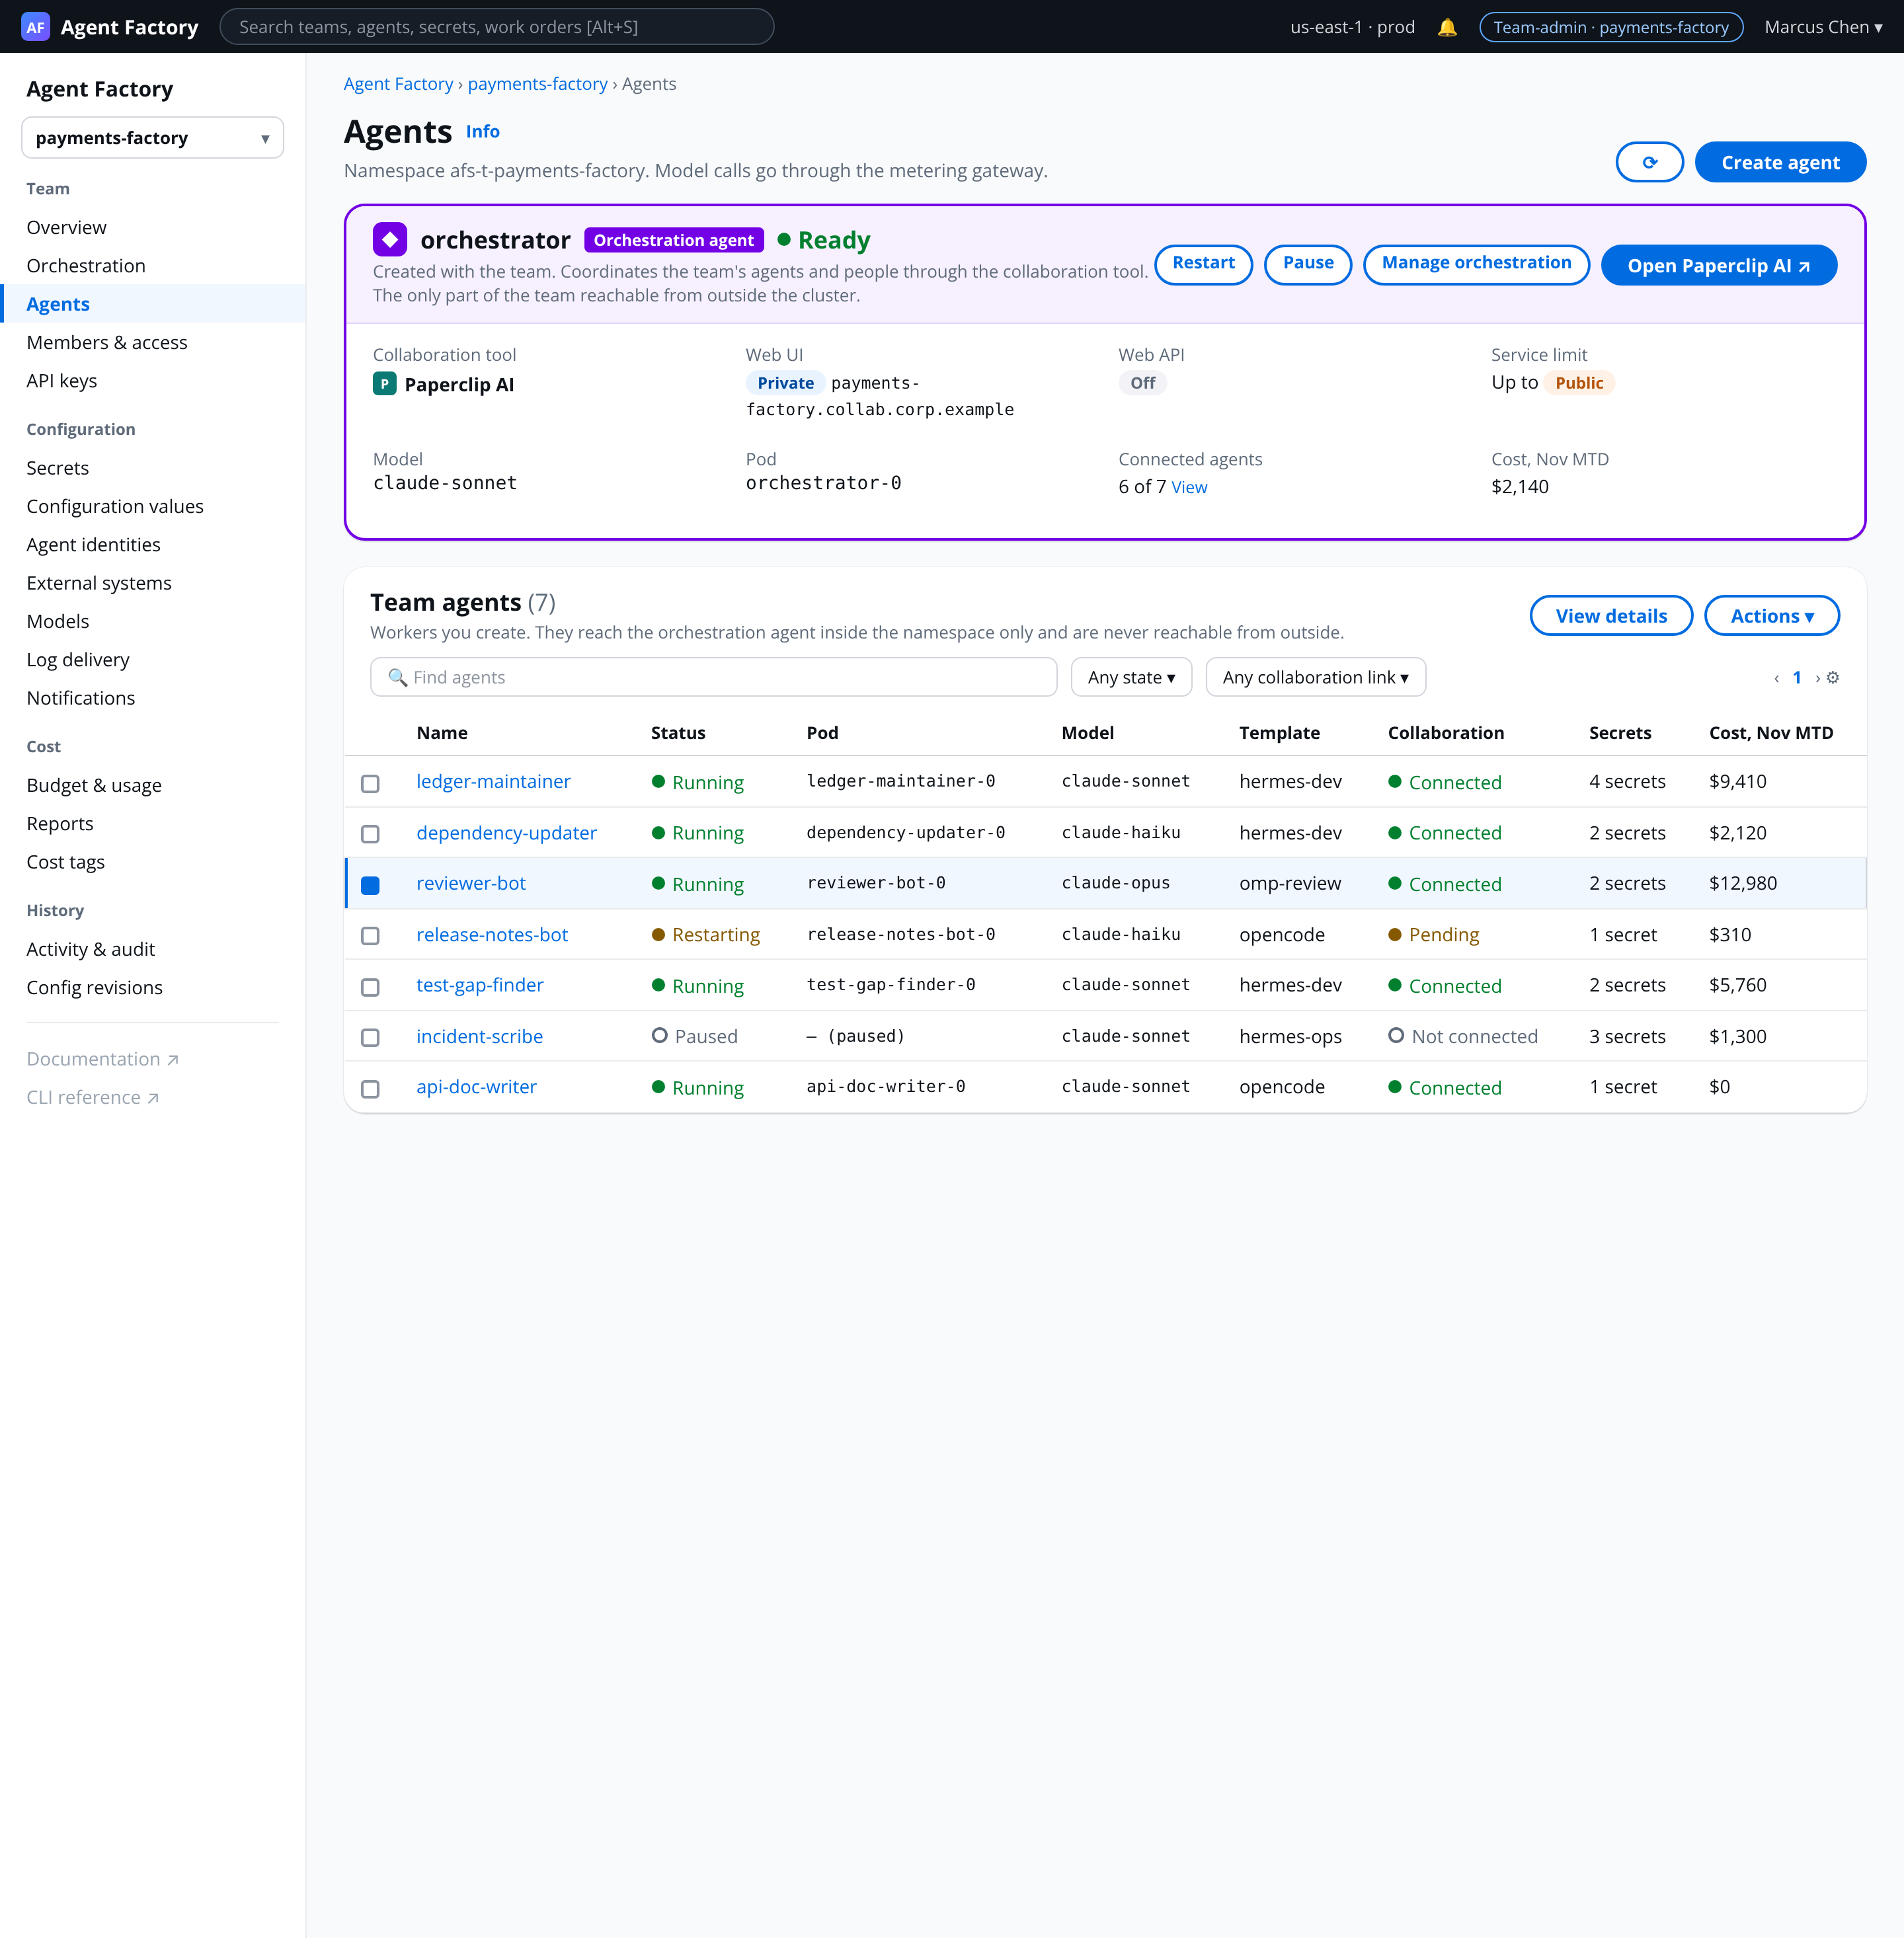 AF Agent Factory Search teams, agents, secrets, work orders [Alt+S] us-east-1 · prod 🔔 Team-admin · payments-factory Marcus Chen ▾
Agent Factory
payments-factory ▾
Team
Overview
Orchestration
Agents
Members & access
API keys
Configuration
Secrets
Configuration values
Agent identities
External systems
Models
Log delivery
Notifications
Cost
Budget & usage
Reports
Cost tags
History
Activity & audit
Config revisions
Documentation ↗
CLI reference ↗
Agent Factory › payments-factory › Agents
Agents Info
Namespace afs-t-payments-factory. Model calls go through the metering gateway.
⟳ Create agent
◆ orchestrator Orchestration agent ● Ready
Created with the team. Coordinates the team's agents and people through the collaboration tool.
The only part of the team reachable from outside the cluster.
Restart Pause Manage orchestration Open Paperclip AI ↗
Collaboration tool Web UI Web API Service limit
P Paperclip AI Private payments- Off Up to Public
factory.collab.corp.example
Model Pod Connected agents Cost, Nov MTD
claude-sonnet orchestrator-0 6 of 7 View $2,140
Team agents (7)
Workers you create. They reach the orchestration agent inside the namespace only and are never reachable from outside.
View details Actions ▾
🔍 Find agents Any state ▾ Any collaboration link ▾ ‹ 1 › ⚙
Name Status Pod Model Template Collaboration Secrets Cost, Nov MTD
ledger-maintainer ● Running ledger-maintainer-0 claude-sonnet hermes-dev ● Connected 4 secrets $9,410
dependency-updater ● Running dependency-updater-0 claude-haiku hermes-dev ● Connected 2 secrets $2,120
reviewer-bot ● Running reviewer-bot-0 claude-opus omp-review ● Connected 2 secrets $12,980
release-notes-bot ● Restarting release-notes-bot-0 claude-haiku opencode ● Pending 1 secret $310
test-gap-finder ● Running test-gap-finder-0 claude-sonnet hermes-dev ● Connected 2 secrets $5,760
incident-scribe ○ Paused — (paused) claude-sonnet hermes-ops ○ Not connected 3 secrets $1,300
api-doc-writer ● Running api-doc-writer-0 claude-sonnet opencode ● Connected 1 secret $0